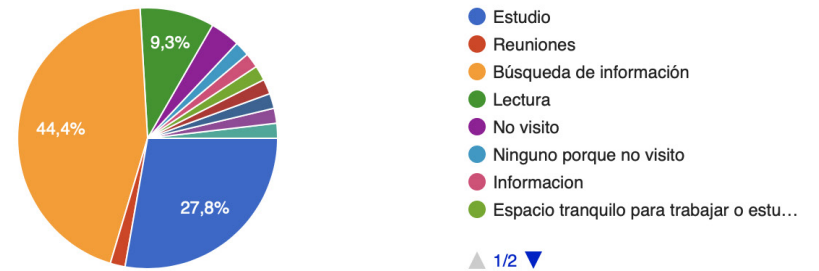 9,3%
44,4%
27,8%
Estudio
Reuniones
Búsqueda de información
Lectura
No visito
Ninguno porque no visito
Informacion
Espacio tranquilo para trabajar o estu…
1/2